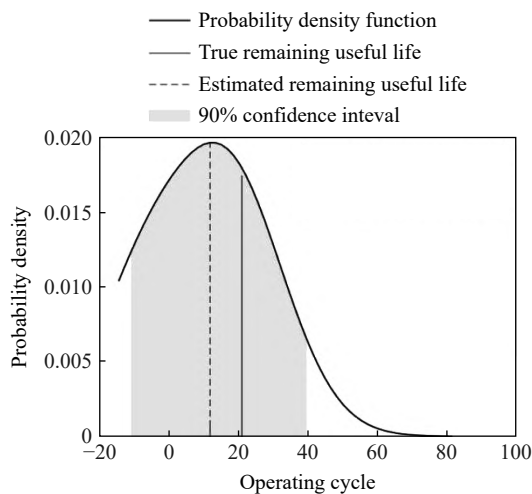 Probability density function
True remaining useful life
Estimated remaining useful life
90% confidence inteval
0.020
0.015
0.010
0.005
0
Probability density
−20 0 20 40 60 80 100
Operating cycle